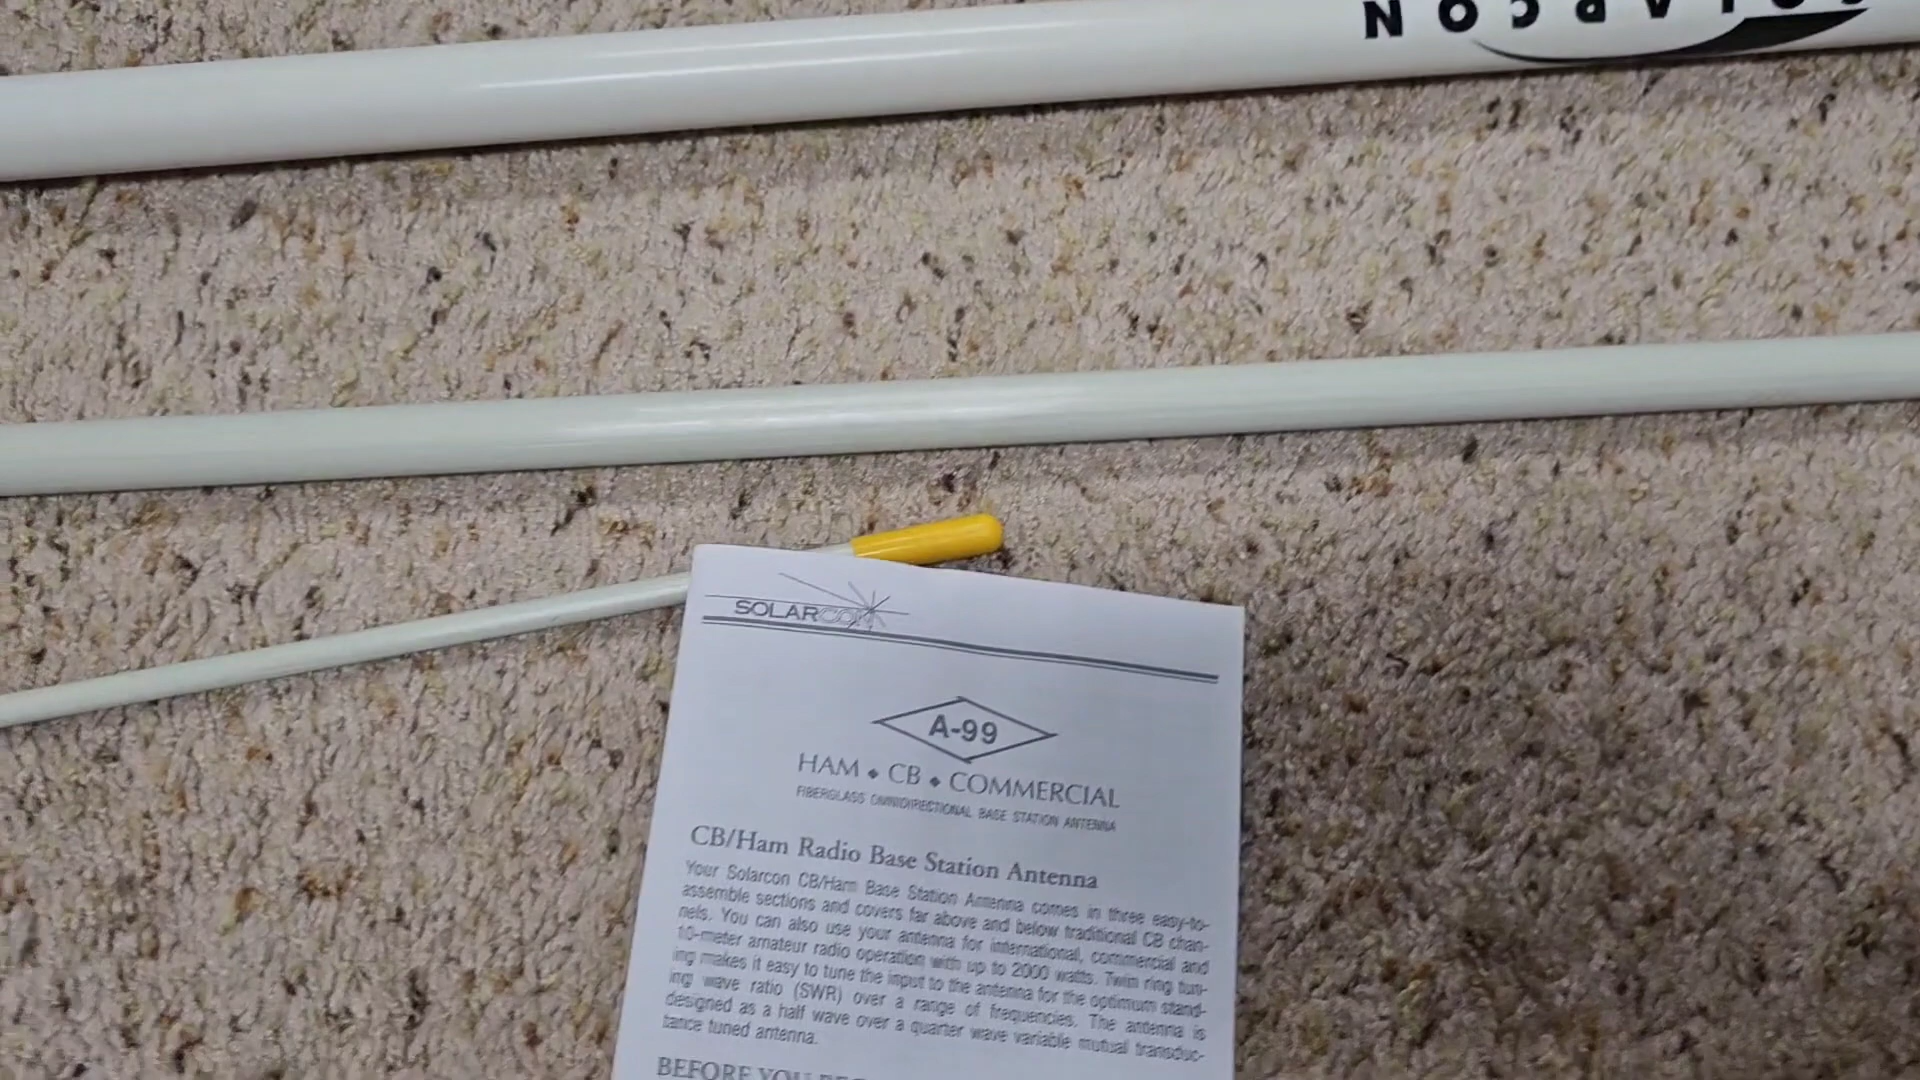 SOLARCON
SOLARCON
A-99
HAM ⬥ CB ⬥ COMMERCIAL
FIBERGLASS OMNIDIRECTIONAL BASE STATION ANTENNA
CB/Ham Radio Base Station Antenna
Your Solarcon CB/Ham Base Station Antenna comes in three easy-to-
assemble sections and covers far above and below traditional CB chan-
nels. You can also use your antenna for international, commercial and
10-meter amateur radio operation with up to 2000 watts. Twin ring tun-
ing makes it easy to tune the input to the antenna for the optimum stand-
ing wave ratio (SWR) over a range of frequencies. The antenna is
designed as a half wave over a quarter wave variable mutual transduc-
tance tuned antenna.
BEFORE YOU